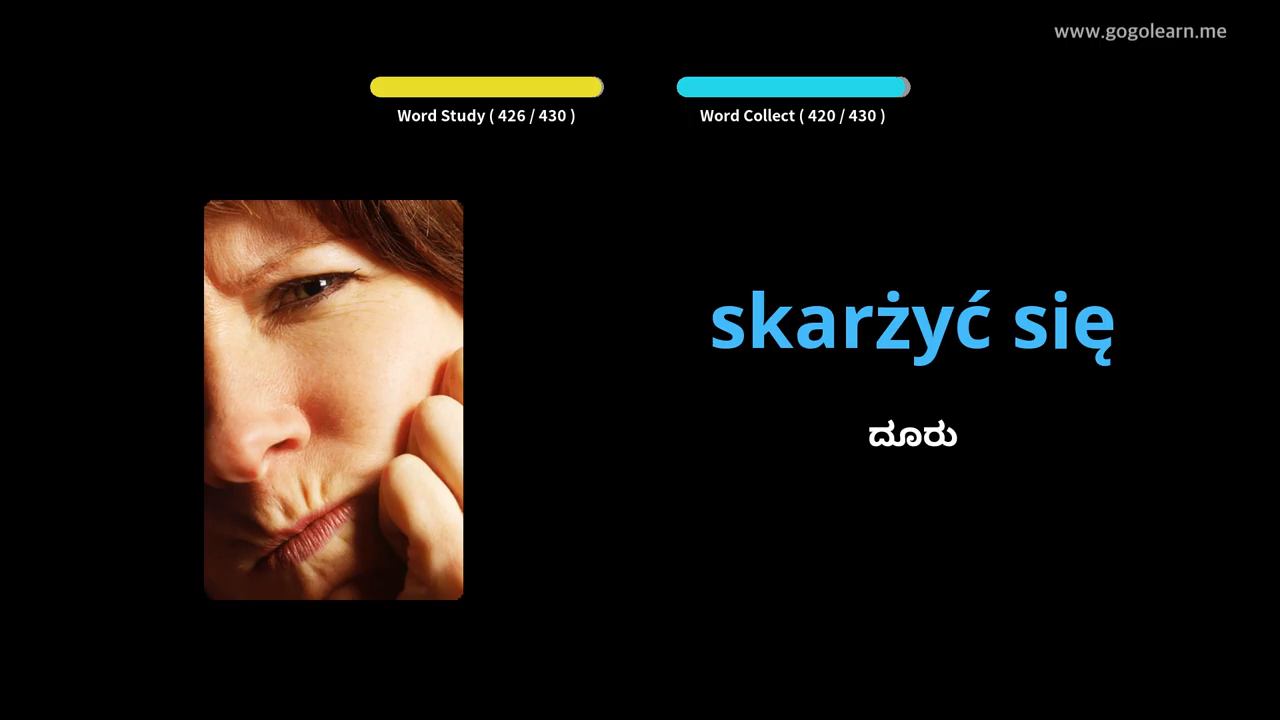 www.gogolearn.me
Word Study ( 426 / 430 )
Word Collect ( 420 / 430 )
skarżyć się
ದೂರು